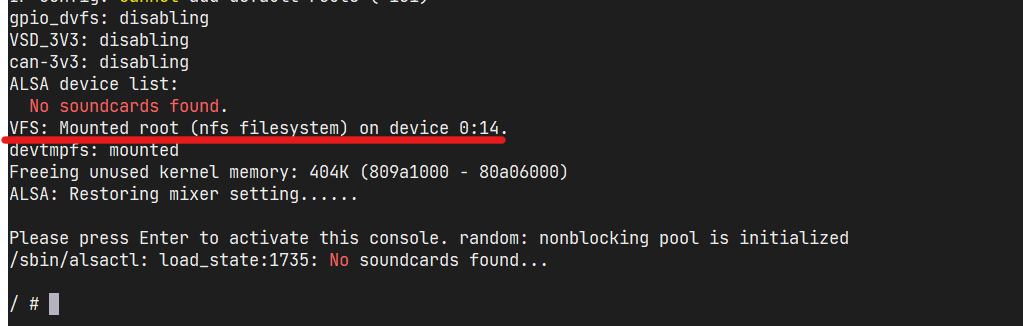 gpio_dvfs: disabling
VSD_3V3: disabling
can-3v3: disabling
ALSA device list:
  No soundcards found.
VFS: Mounted root (nfs filesystem) on device 0:14.
devtmpfs: mounted
Freeing unused kernel memory: 404K (809a1000 - 80a06000)
ALSA: Restoring mixer setting......
Please press Enter to activate this console. random: nonblocking pool is initialized
/sbin/alsactl: load_state:1735: No soundcards found...
/ #